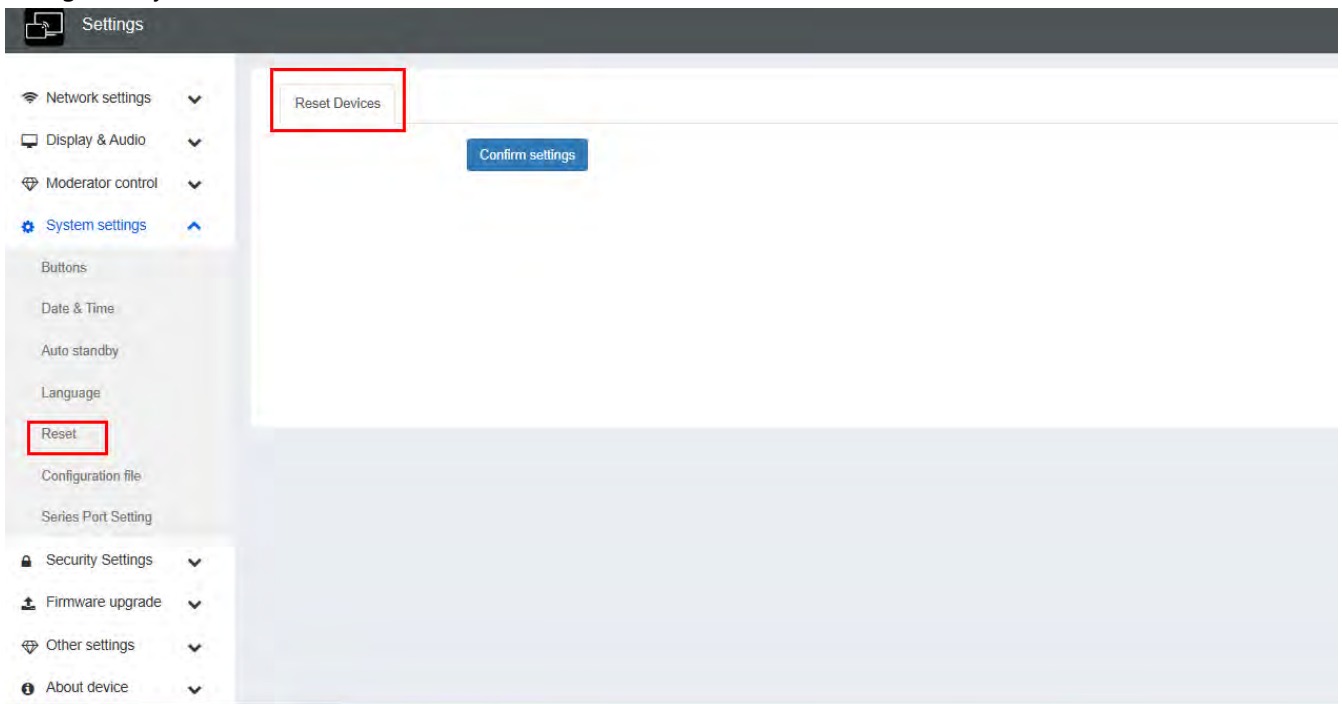 Settings
Network settings
Display & Audio
Moderator control
System settings
Buttons
Date & Time
Auto standby
Language
Reset
Configuration file
Series Port Setting
Security Settings
Firmware upgrade
Other settings
About device
Reset Devices
Confirm settings